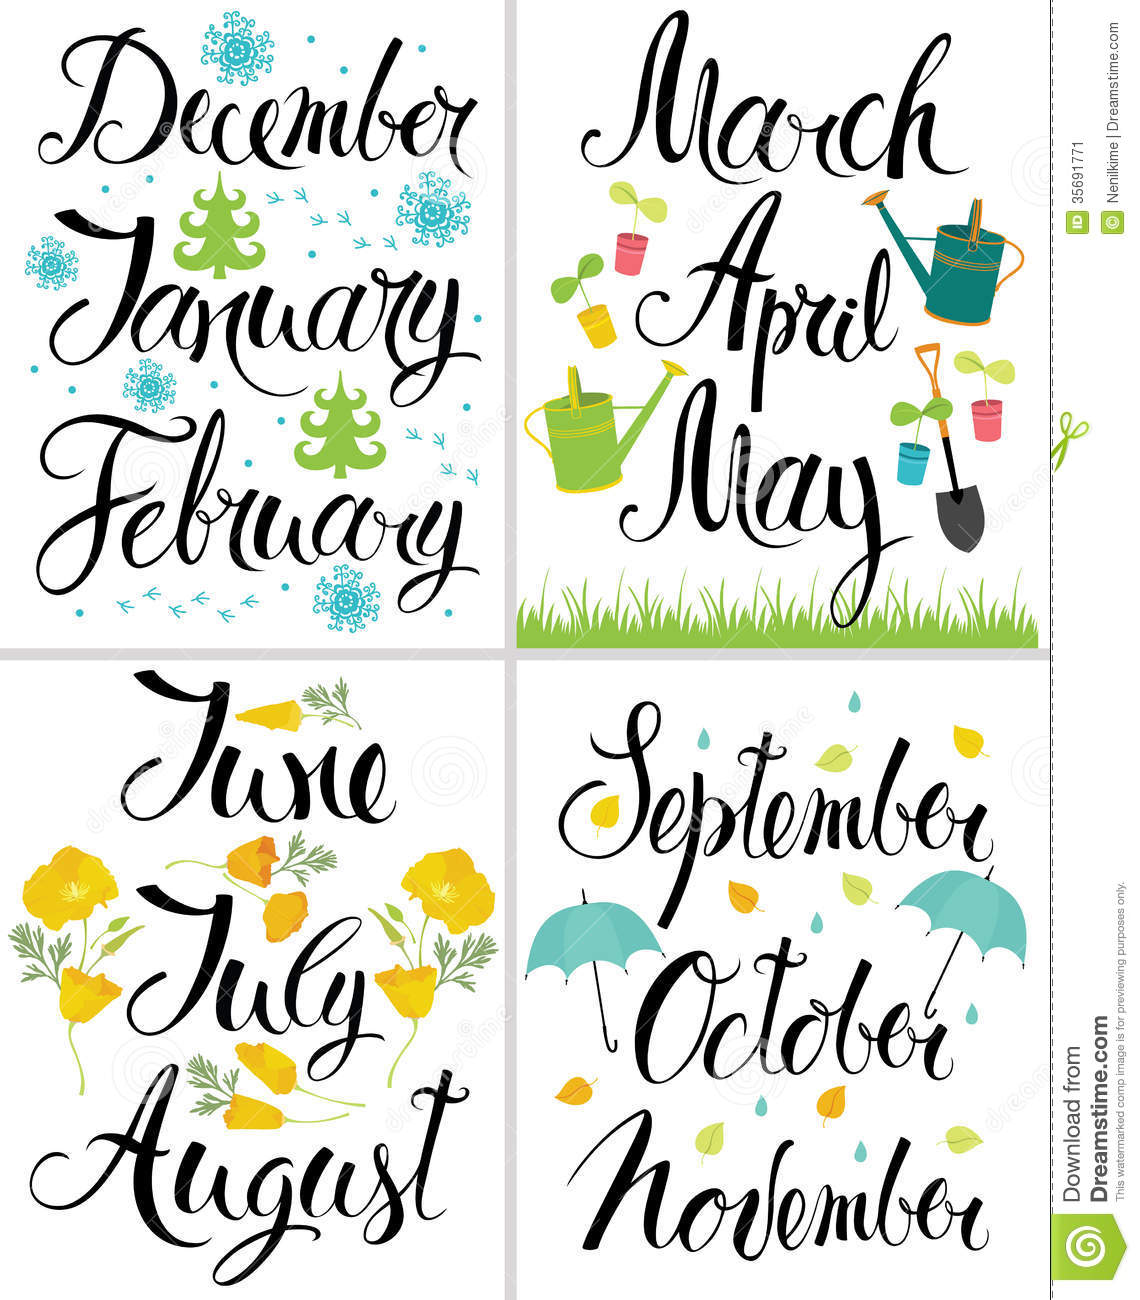 December
January
February
March
April
May
June
July
August
September
October
November
ID 35691771
© Nenilkime | Dreamstime.com
Download from
Dreamstime.com
This watermarked comp image is for previewing purposes only.